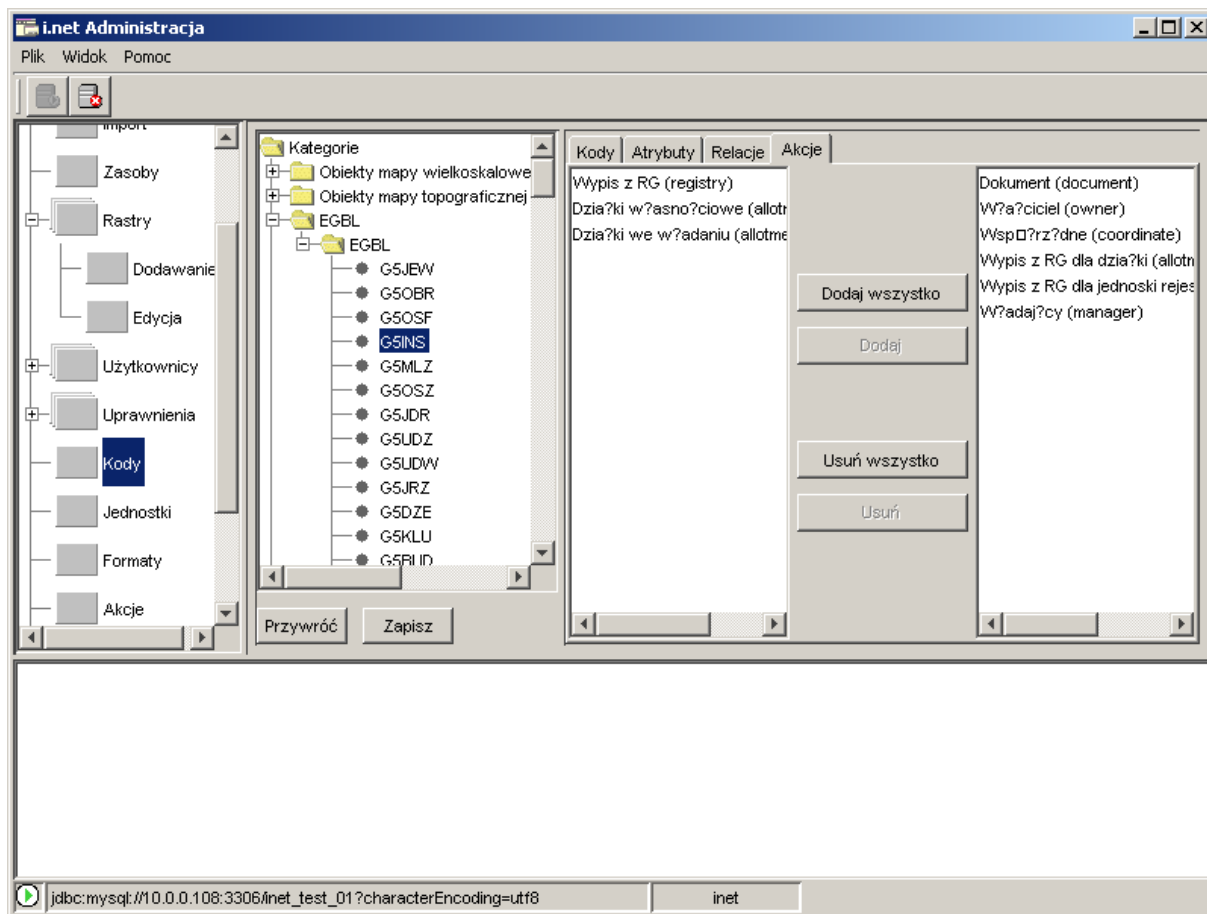 i.net Administracja
Plik Widok Pomoc
Import
Zasoby
Rastry
Dodawanie
Edycja
Użytkownicy
Uprawnienia
Kody
Jednostki
Formaty
Akcje
Kategorie
Obiekty mapy wielkoskalowe
Obiekty mapy topograficznej
EGBL
EGBL
G5JEW
G5OBR
G5OSF
G5INS
G5MLZ
G5OSZ
G5JDR
G5UDZ
G5UDW
G5JRZ
G5DZE
G5KLU
G5BUD
Przywróć Zapisz
Kody Atrybuty Relacje Akcje
Wypis z RG (registry)
Dzia?ki w?asno?ciowe (allotr
Dzia?ki we w?adaniu (allotme
Dodaj wszystko
Dodaj
Usuń wszystko
Usuń
Dokument (document)
W?a?ciciel (owner)
Wsp□?rz?dne (coordinate)
Wypis z RG dla dzia?ki (allotn
Wypis z RG dla jednoski rejes
W?adaj?cy (manager)
jdbc:mysql://10.0.0.108:3306/inet_test_01?characterEncoding=utf8 inet